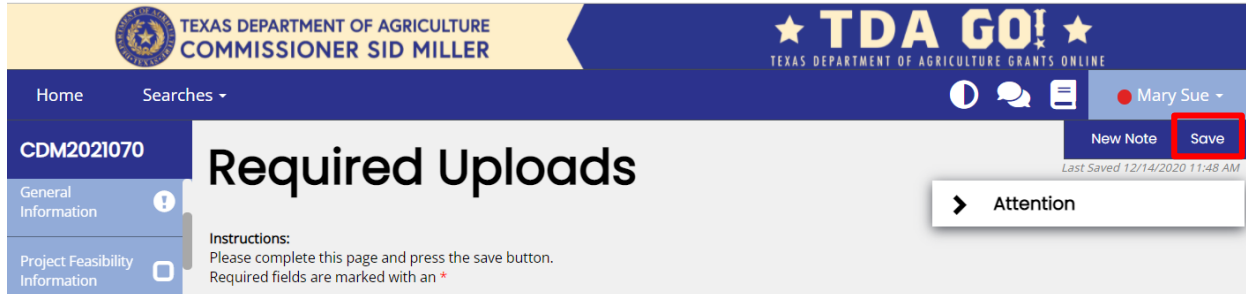 TEXAS DEPARTMENT OF AGRICULTURE
COMMISSIONER SID MILLER
TDA GO!
TEXAS DEPARTMENT OF AGRICULTURE GRANTS ONLINE
Home
Searches
Mary Sue
CDM2021070
New Note
Save
Last Saved 12/14/2020 11:48 AM
General
Information
Required Uploads
Attention
Instructions:
Please complete this page and press the save button.
Required fields are marked with an *
Project Feasibility
Information